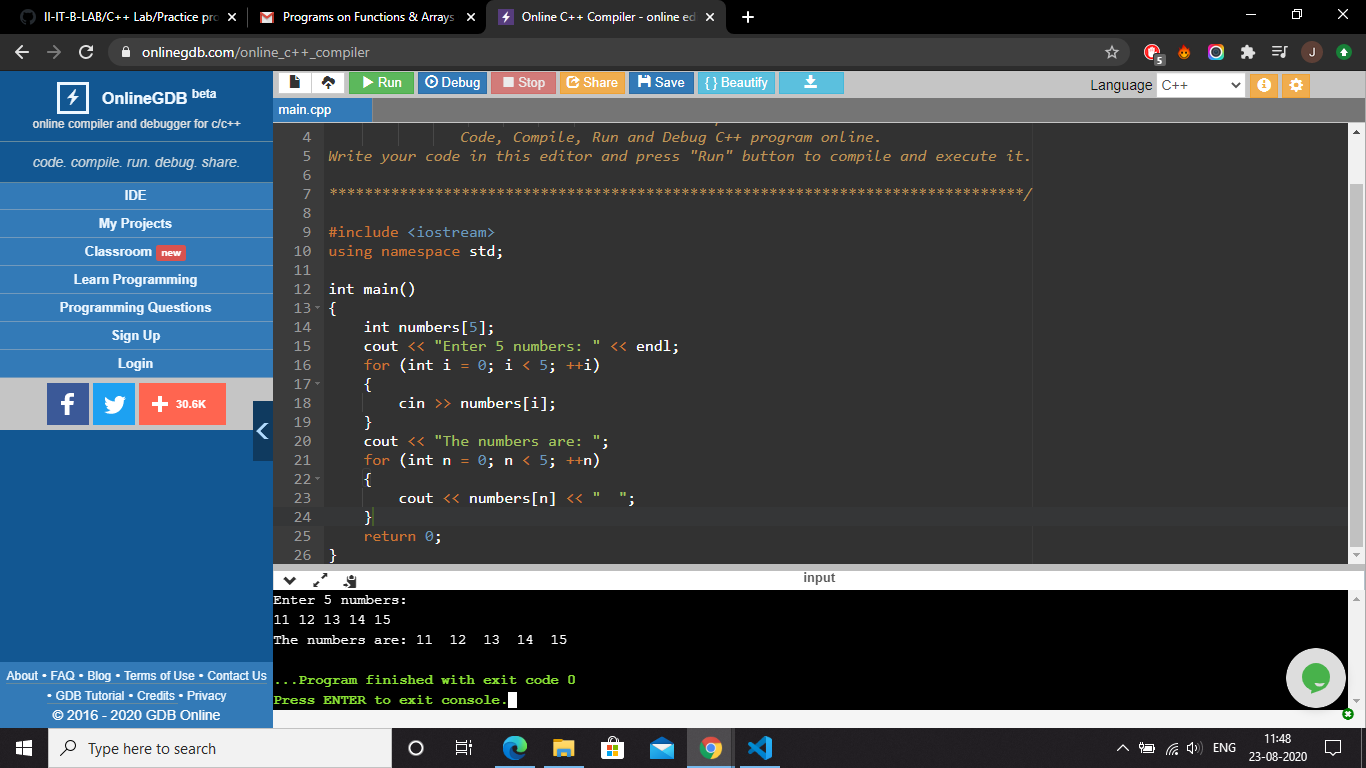 II-IT-B-LAB/C++ Lab/Practice pro
Programs on Functions & Arrays
Online C++ Compiler - online ed
onlinegdb.com/online_c++_compiler
5
J
OnlineGDB beta
online compiler and debugger for c/c++
code. compile. run. debug. share.
IDE
My Projects
Classroom new
Learn Programming
Programming Questions
Sign Up
Login
30.6K
About • FAQ • Blog • Terms of Use • Contact Us
• GDB Tutorial • Credits • Privacy
© 2016 - 2020 GDB Online
Run Debug Stop Share Save { } Beautify
Language C++
main.cpp
4 Code, Compile, Run and Debug C++ program online.
5 Write your code in this editor and press "Run" button to compile and execute it.
6
7 *******************************************************************************/
8
9 #include <iostream>
10 using namespace std;
11
12 int main()
13 {
14     int numbers[5];
15     cout << "Enter 5 numbers: " << endl;
16     for (int i = 0; i < 5; ++i)
17     {
18         cin >> numbers[i];
19     }
20     cout << "The numbers are: ";
21     for (int n = 0; n < 5; ++n)
22     {
23         cout << numbers[n] << "  ";
24     }
25     return 0;
26 }
input
Enter 5 numbers:
11 12 13 14 15
The numbers are: 11  12  13  14  15
...Program finished with exit code 0
Press ENTER to exit console.
Type here to search
ENG
11:48
23-08-2020